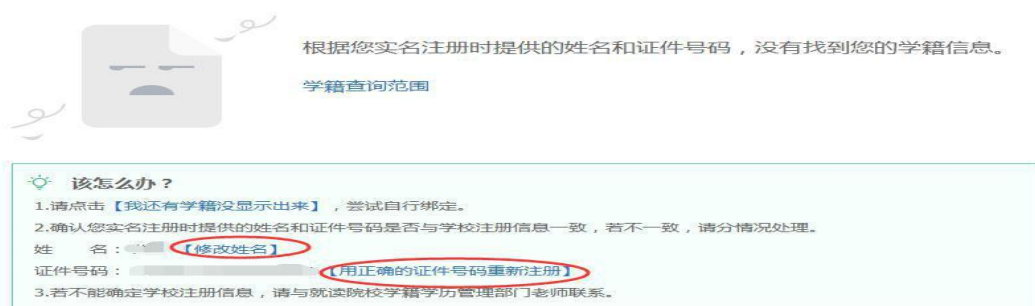 根据您实名注册时提供的姓名和证件号码，没有找到您的学籍信息。
学籍查询范围
该怎么办？
1.请点击【我还有学籍没显示出来】，尝试自行绑定。
2.确认您实名注册时提供的姓名和证件号码是否与学校注册信息一致，若不一致，请分情况处理。
姓 名：【修改姓名】
证件号码：【用正确的证件号码重新注册】
3.若不能确定学校注册信息，请与就读院校学籍学历管理部门老师联系。